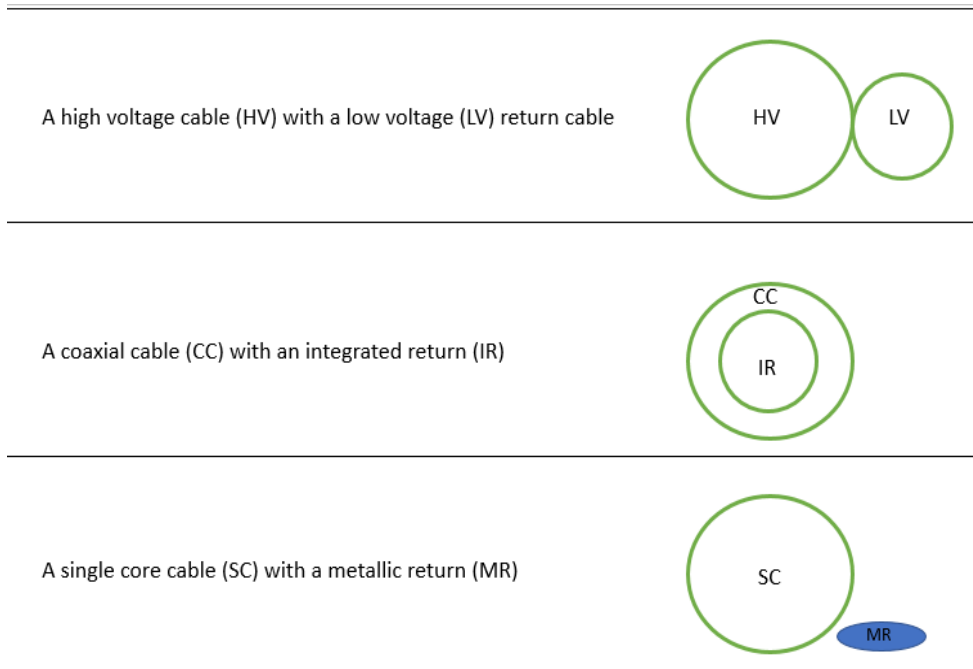 A high voltage cable (HV) with a low voltage (LV) return cable
HV
LV
CC
A coaxial cable (CC) with an integrated return (IR)
IR
A single core cable (SC) with a metallic return (MR)
SC
MR